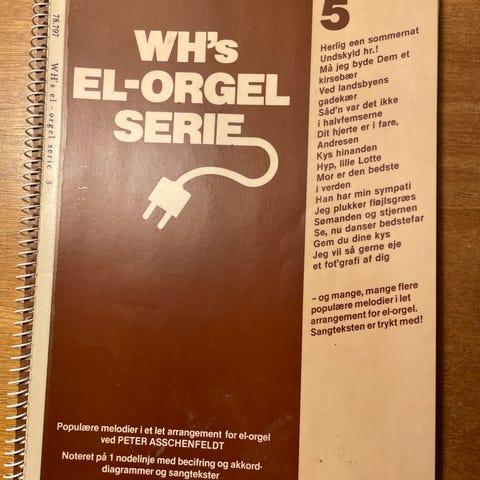 78.797 WH's el-orgel serie 5
WH's
EL-ORGEL
SERIE
5
Herlig een sommernat
Undskyld hr.!
Må jeg byde Dem et
kirsebær
Ved landsbyens
gadekær
Såd'n var det ikke
i halvfemserne
Dit hjerte er i fare,
Andresen
Kys hinanden
Hyp, lille Lotte
Mor er den bedste
i verden
Han har min sympati
Jeg plukker fløjlsgræs
Sømanden og stjernen
Se, nu danser bedstefar
Gem du dine kys
Jeg vil så gerne eje
et fot'grafi af dig
– og mange, mange flere
populære melodier i let
arrangement for el-orgel.
Sangteksten er trykt med!
Populære melodier i et let arrangement for el-orgel
ved PETER ASSCHENFELDT
Noteret på 1 nodelinje med becifring og akkord-
diagrammer og sangtekster